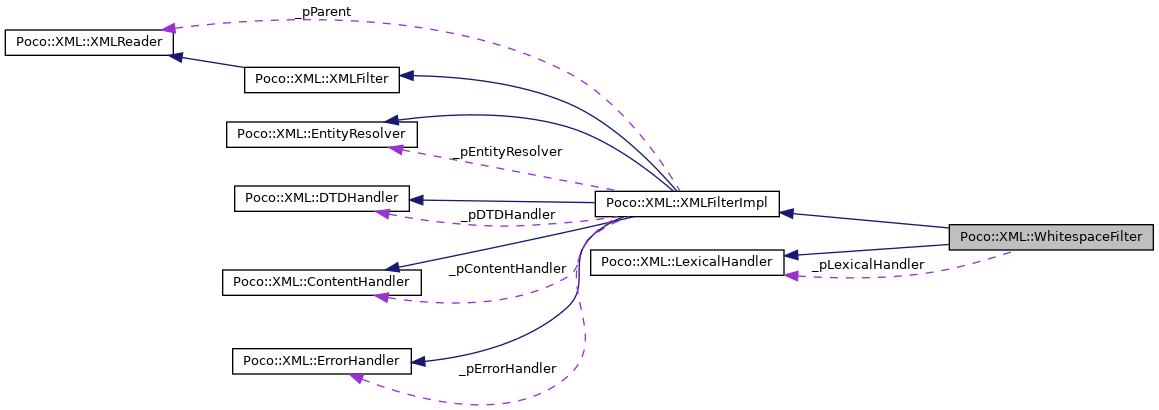 _pParent
Poco::XML::XMLReader
Poco::XML::XMLFilter
Poco::XML::EntityResolver
_pEntityResolver
Poco::XML::DTDHandler
Poco::XML::XMLFilterImpl
_pDTDHandler
Poco::XML::WhitespaceFilter
Poco::XML::LexicalHandler
_pLexicalHandler
_pContentHandler
Poco::XML::ContentHandler
Poco::XML::ErrorHandler
_pErrorHandler